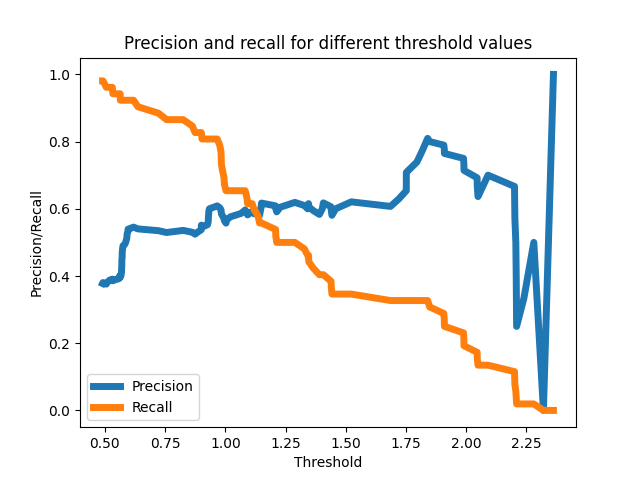 Precision and recall for different threshold values
Precision/Recall
1.0
0.8
0.6
0.4
0.2
0.0
Precision
Recall
0.50 0.75 1.00 1.25 1.50 1.75 2.00 2.25
Threshold